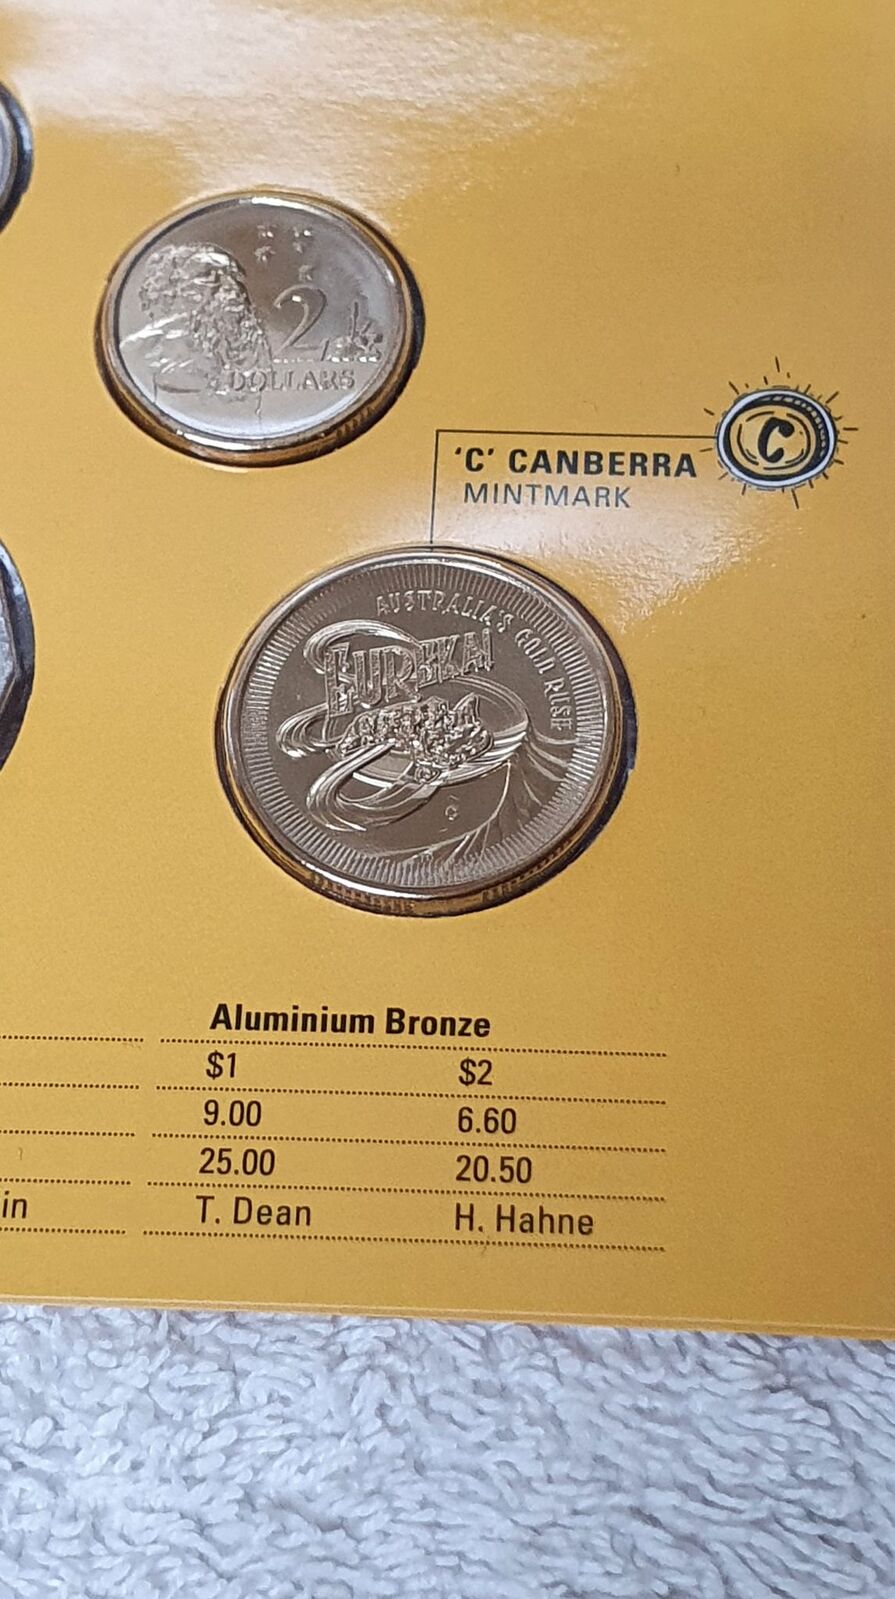 2
DOLLARS
'C' CANBERRA
MINTMARK
C
AUSTRALIA'S GOLD RUSH
EUREKA!
C
Aluminium Bronze
$1 $2
9.00 6.60
25.00 20.50
in T. Dean H. Hahne